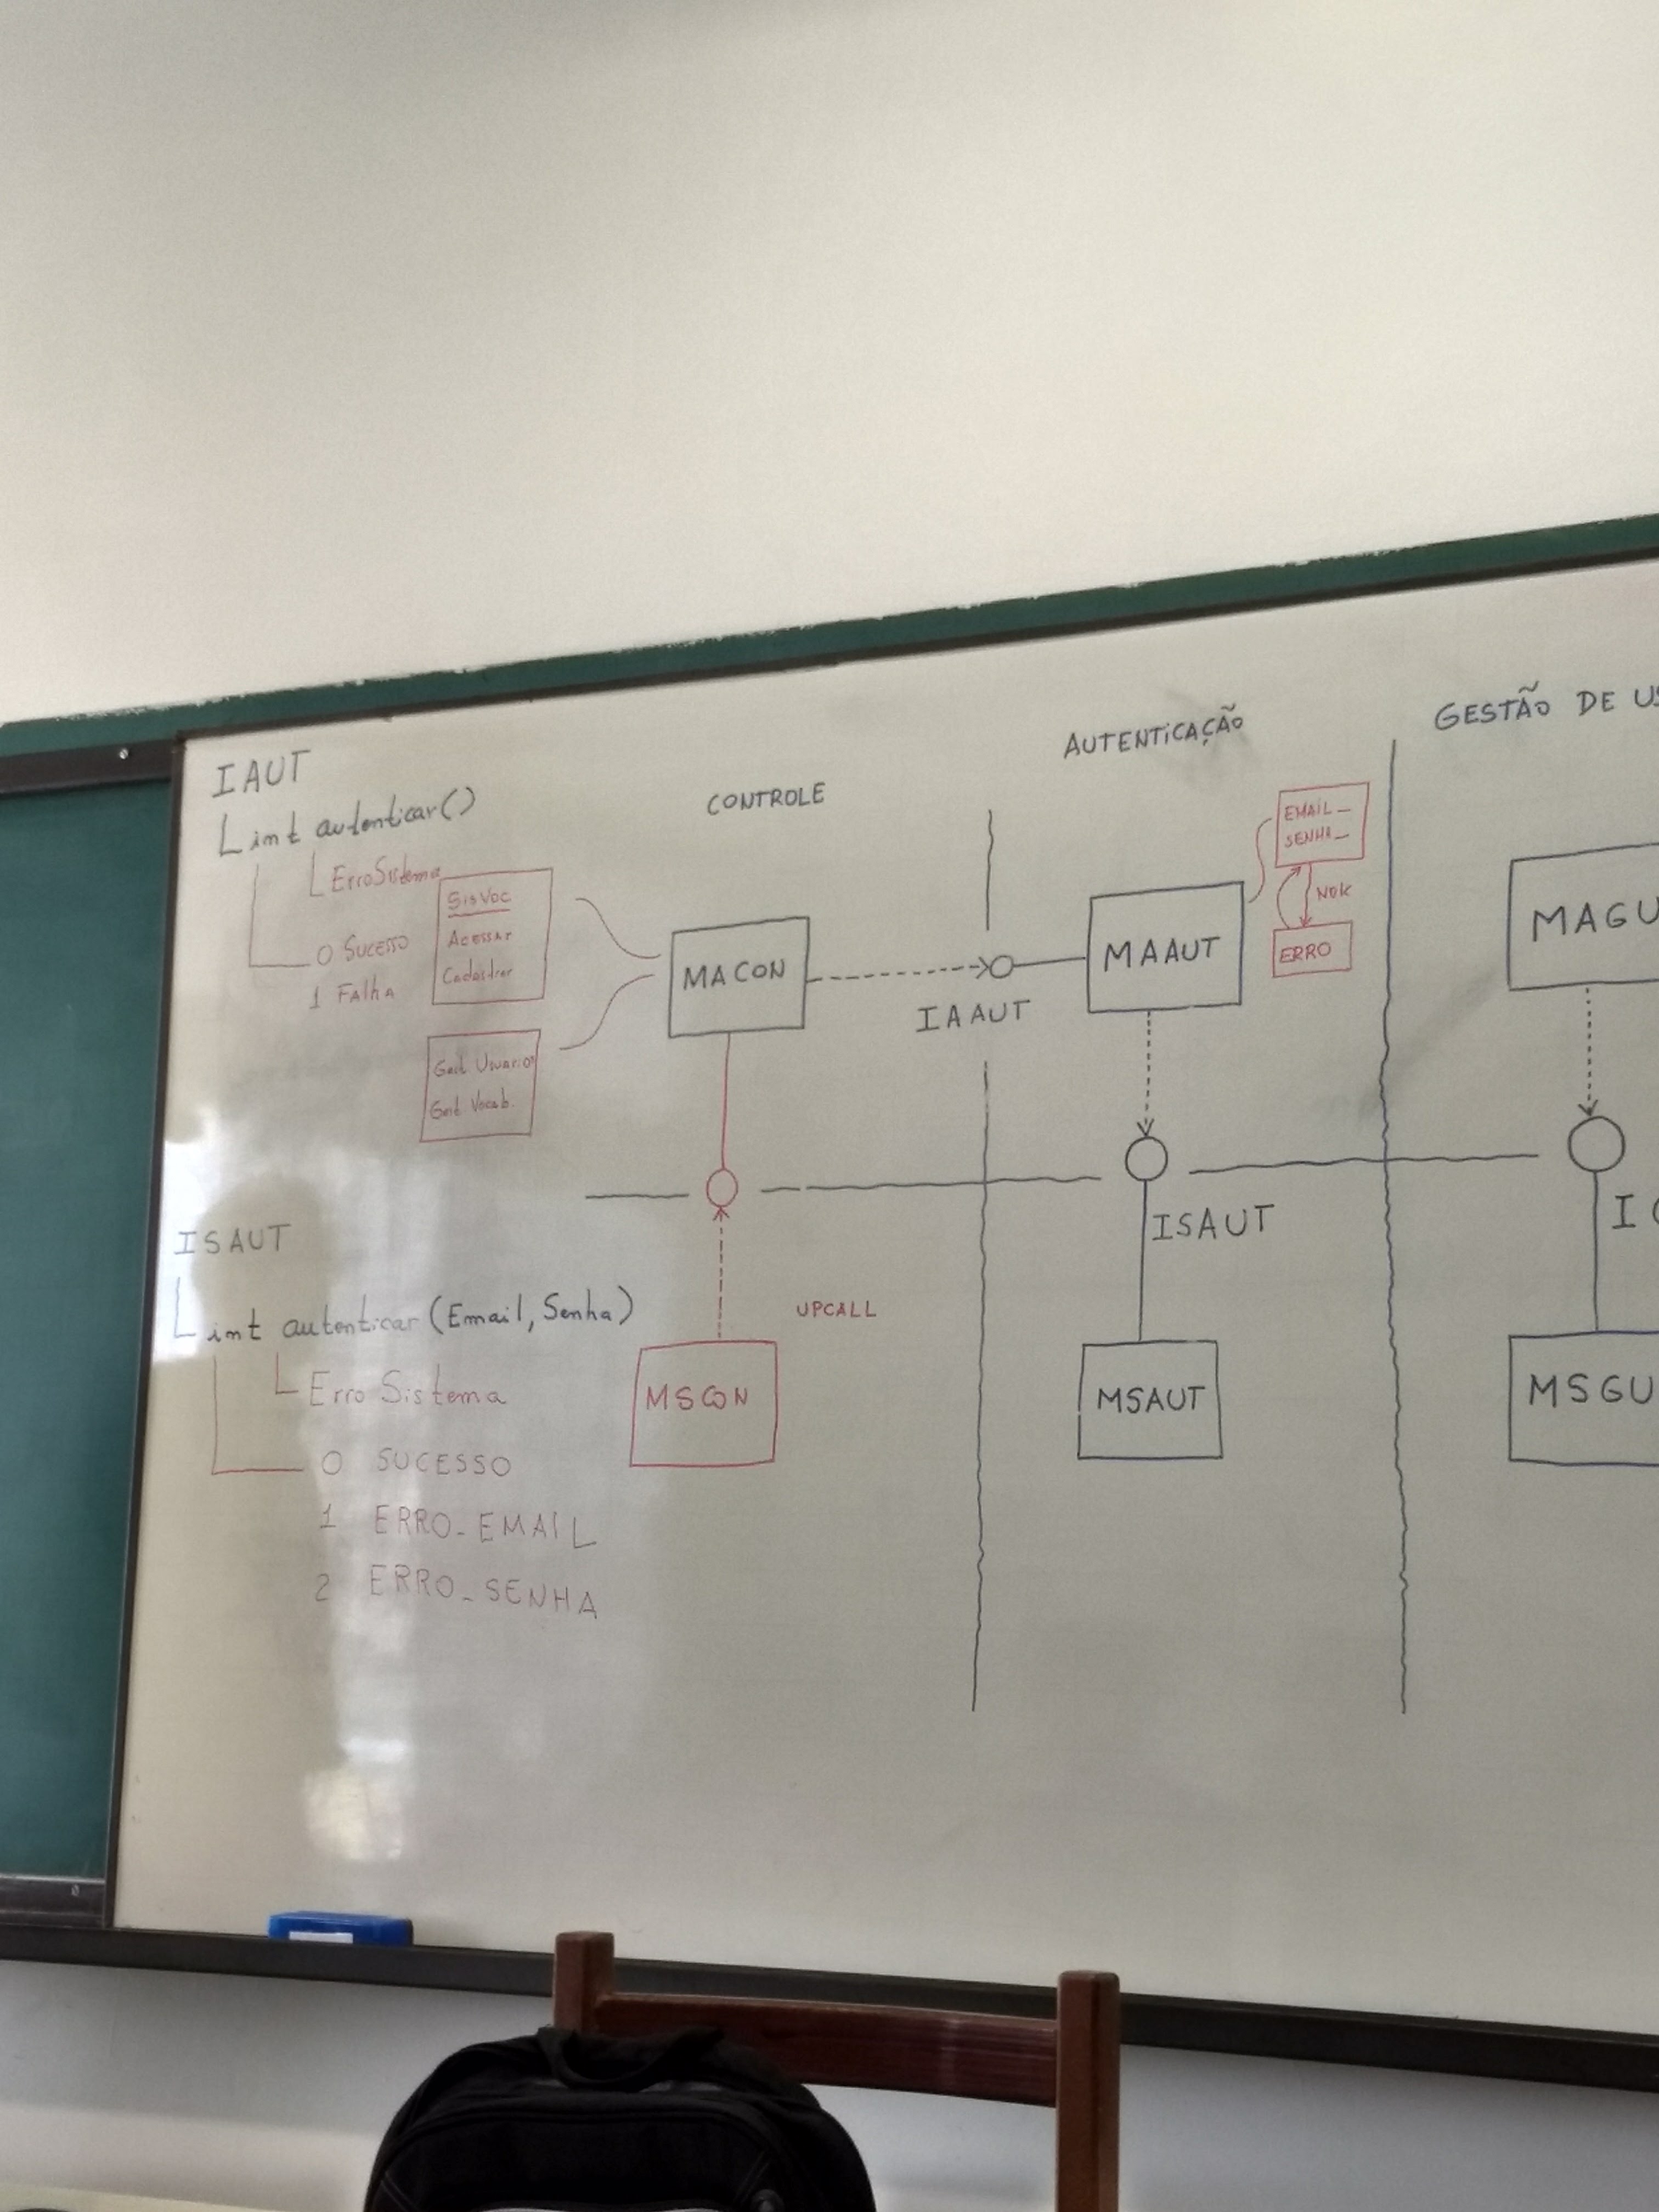 IAUT
int autenticar()
ErroSistema
0 Sucesso
1 Falha
SisVoc
Acessar
Cadastrar
Gest. Usuario
Gest. Vocab.
CONTROLE
MACON
IAAUT
AUTENTiCAÇÃO
MAAUT
EMAIL_
SENHA_
NOK
ERRO
GESTÃO DE US
MAGU
ISAUT
I
ISAUT
int autenticar (Email, Senha)
Erro Sistema
0 SUCESSO
1 ERRO_EMAIL
2 ERRO_SENHA
UPCALL
MSCON
MSAUT
MSGU